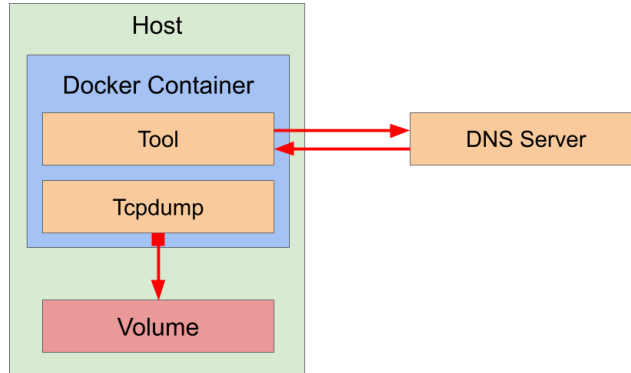 Host
Docker Container
Tool
DNS Server
Tcpdump
Volume